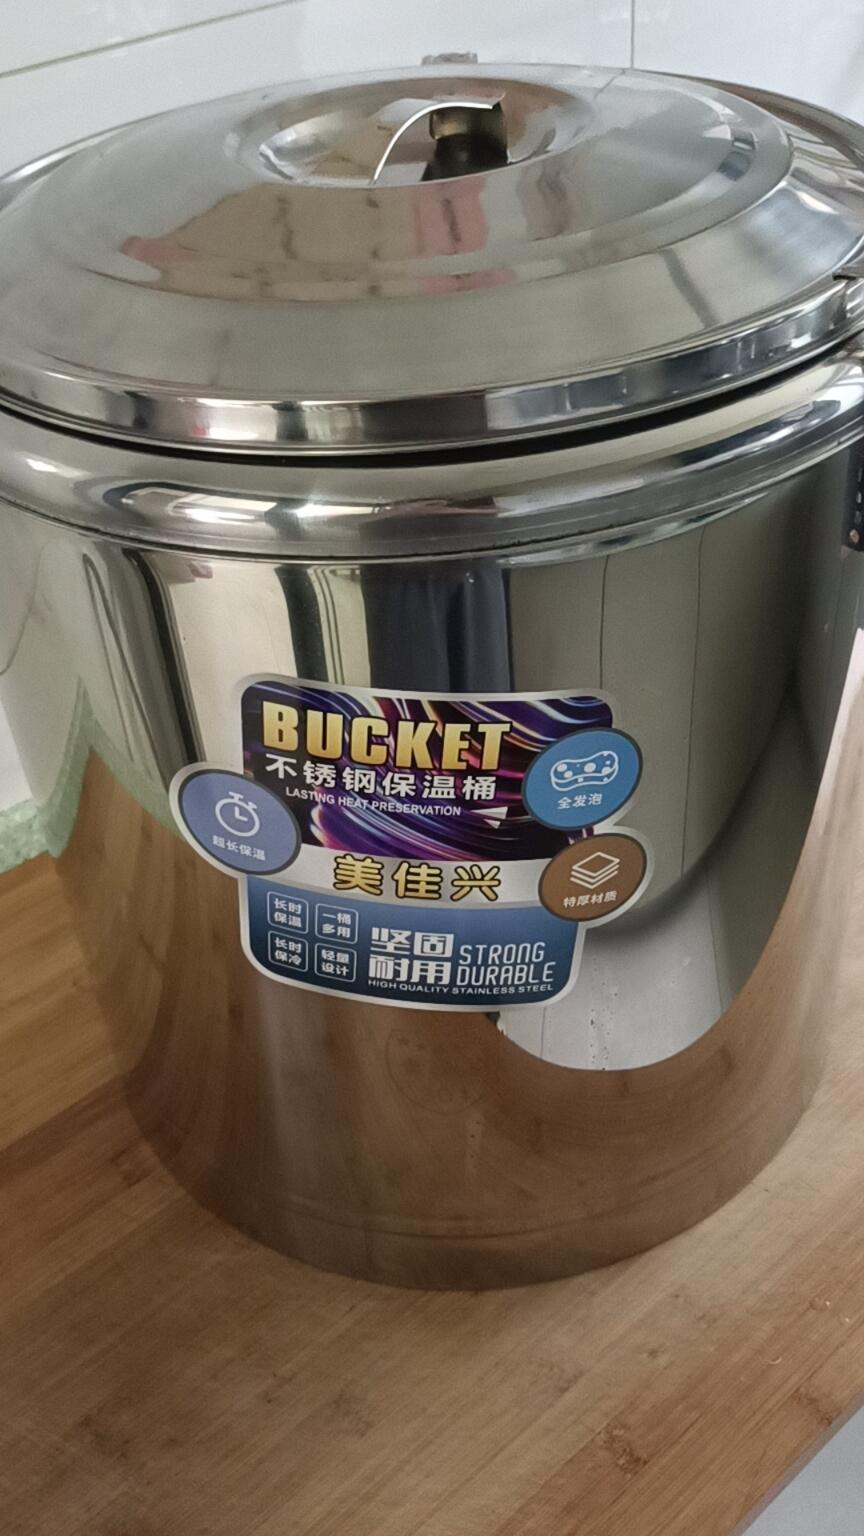 BUCKET
不锈钢保温桶
LASTING HEAT PRESERVATION
全发泡
超长保温
美佳兴
特厚材质
长时
保温
一桶
多用
长时
保冷
轻量
设计
坚固
耐用
STRONG
DURABLE
HIGH QUALITY STAINLESS STEEL